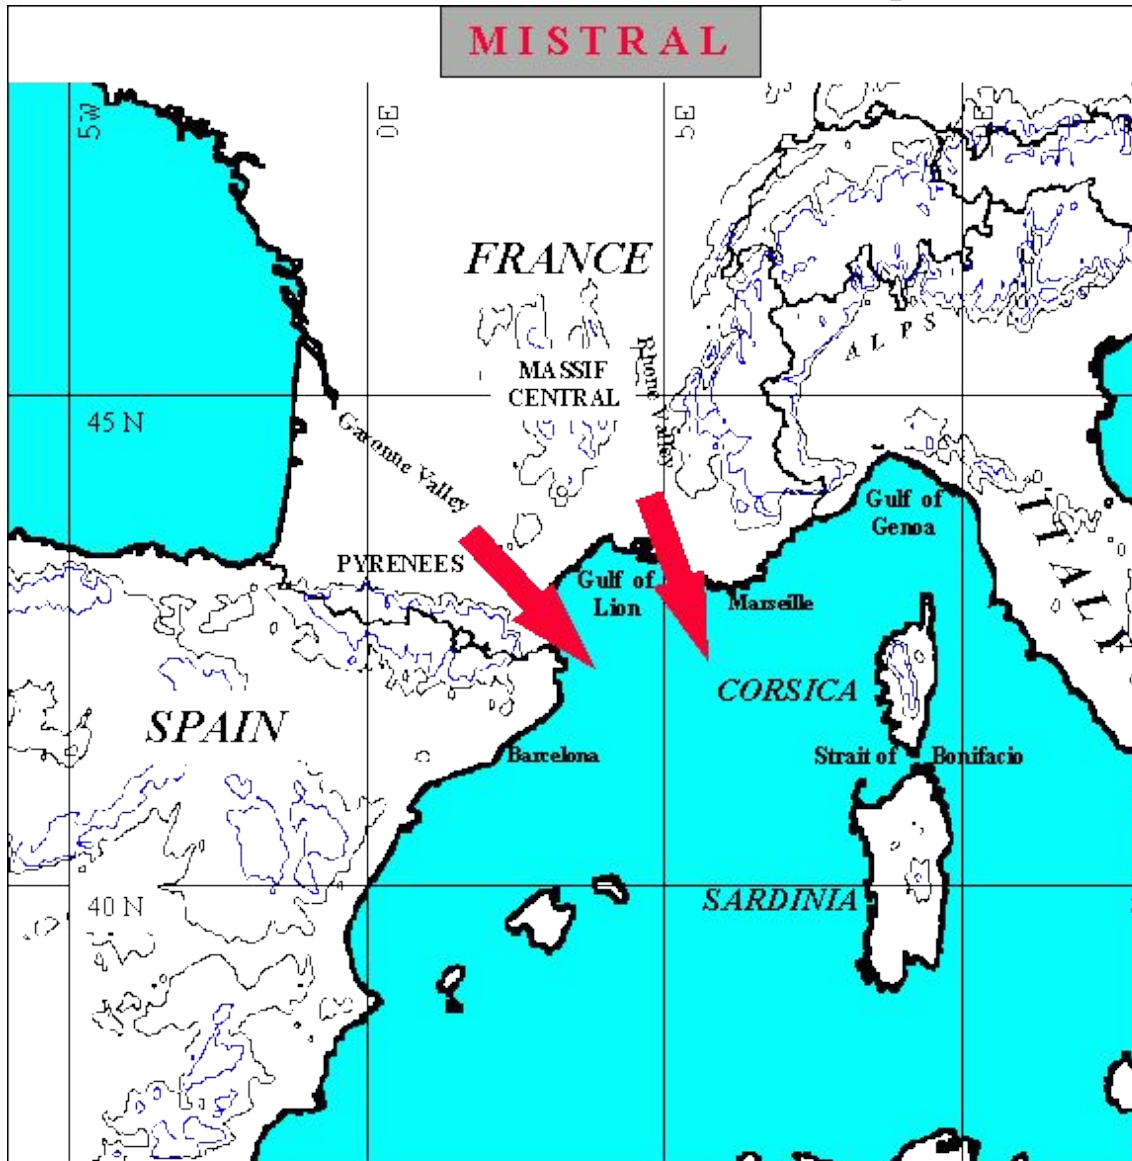 MISTRAL
5W
0E
5E
FRANCE
ALPS
Rhone Valley
MASSIF
CENTRAL
45 N
Garonne Valley
Gulf of
Genoa
ITALY
PYRENEES
Gulf of
Lion
Marseille
CORSICA
SPAIN
Barcelona
Strait of Bonifacio
SARDINIA
40 N